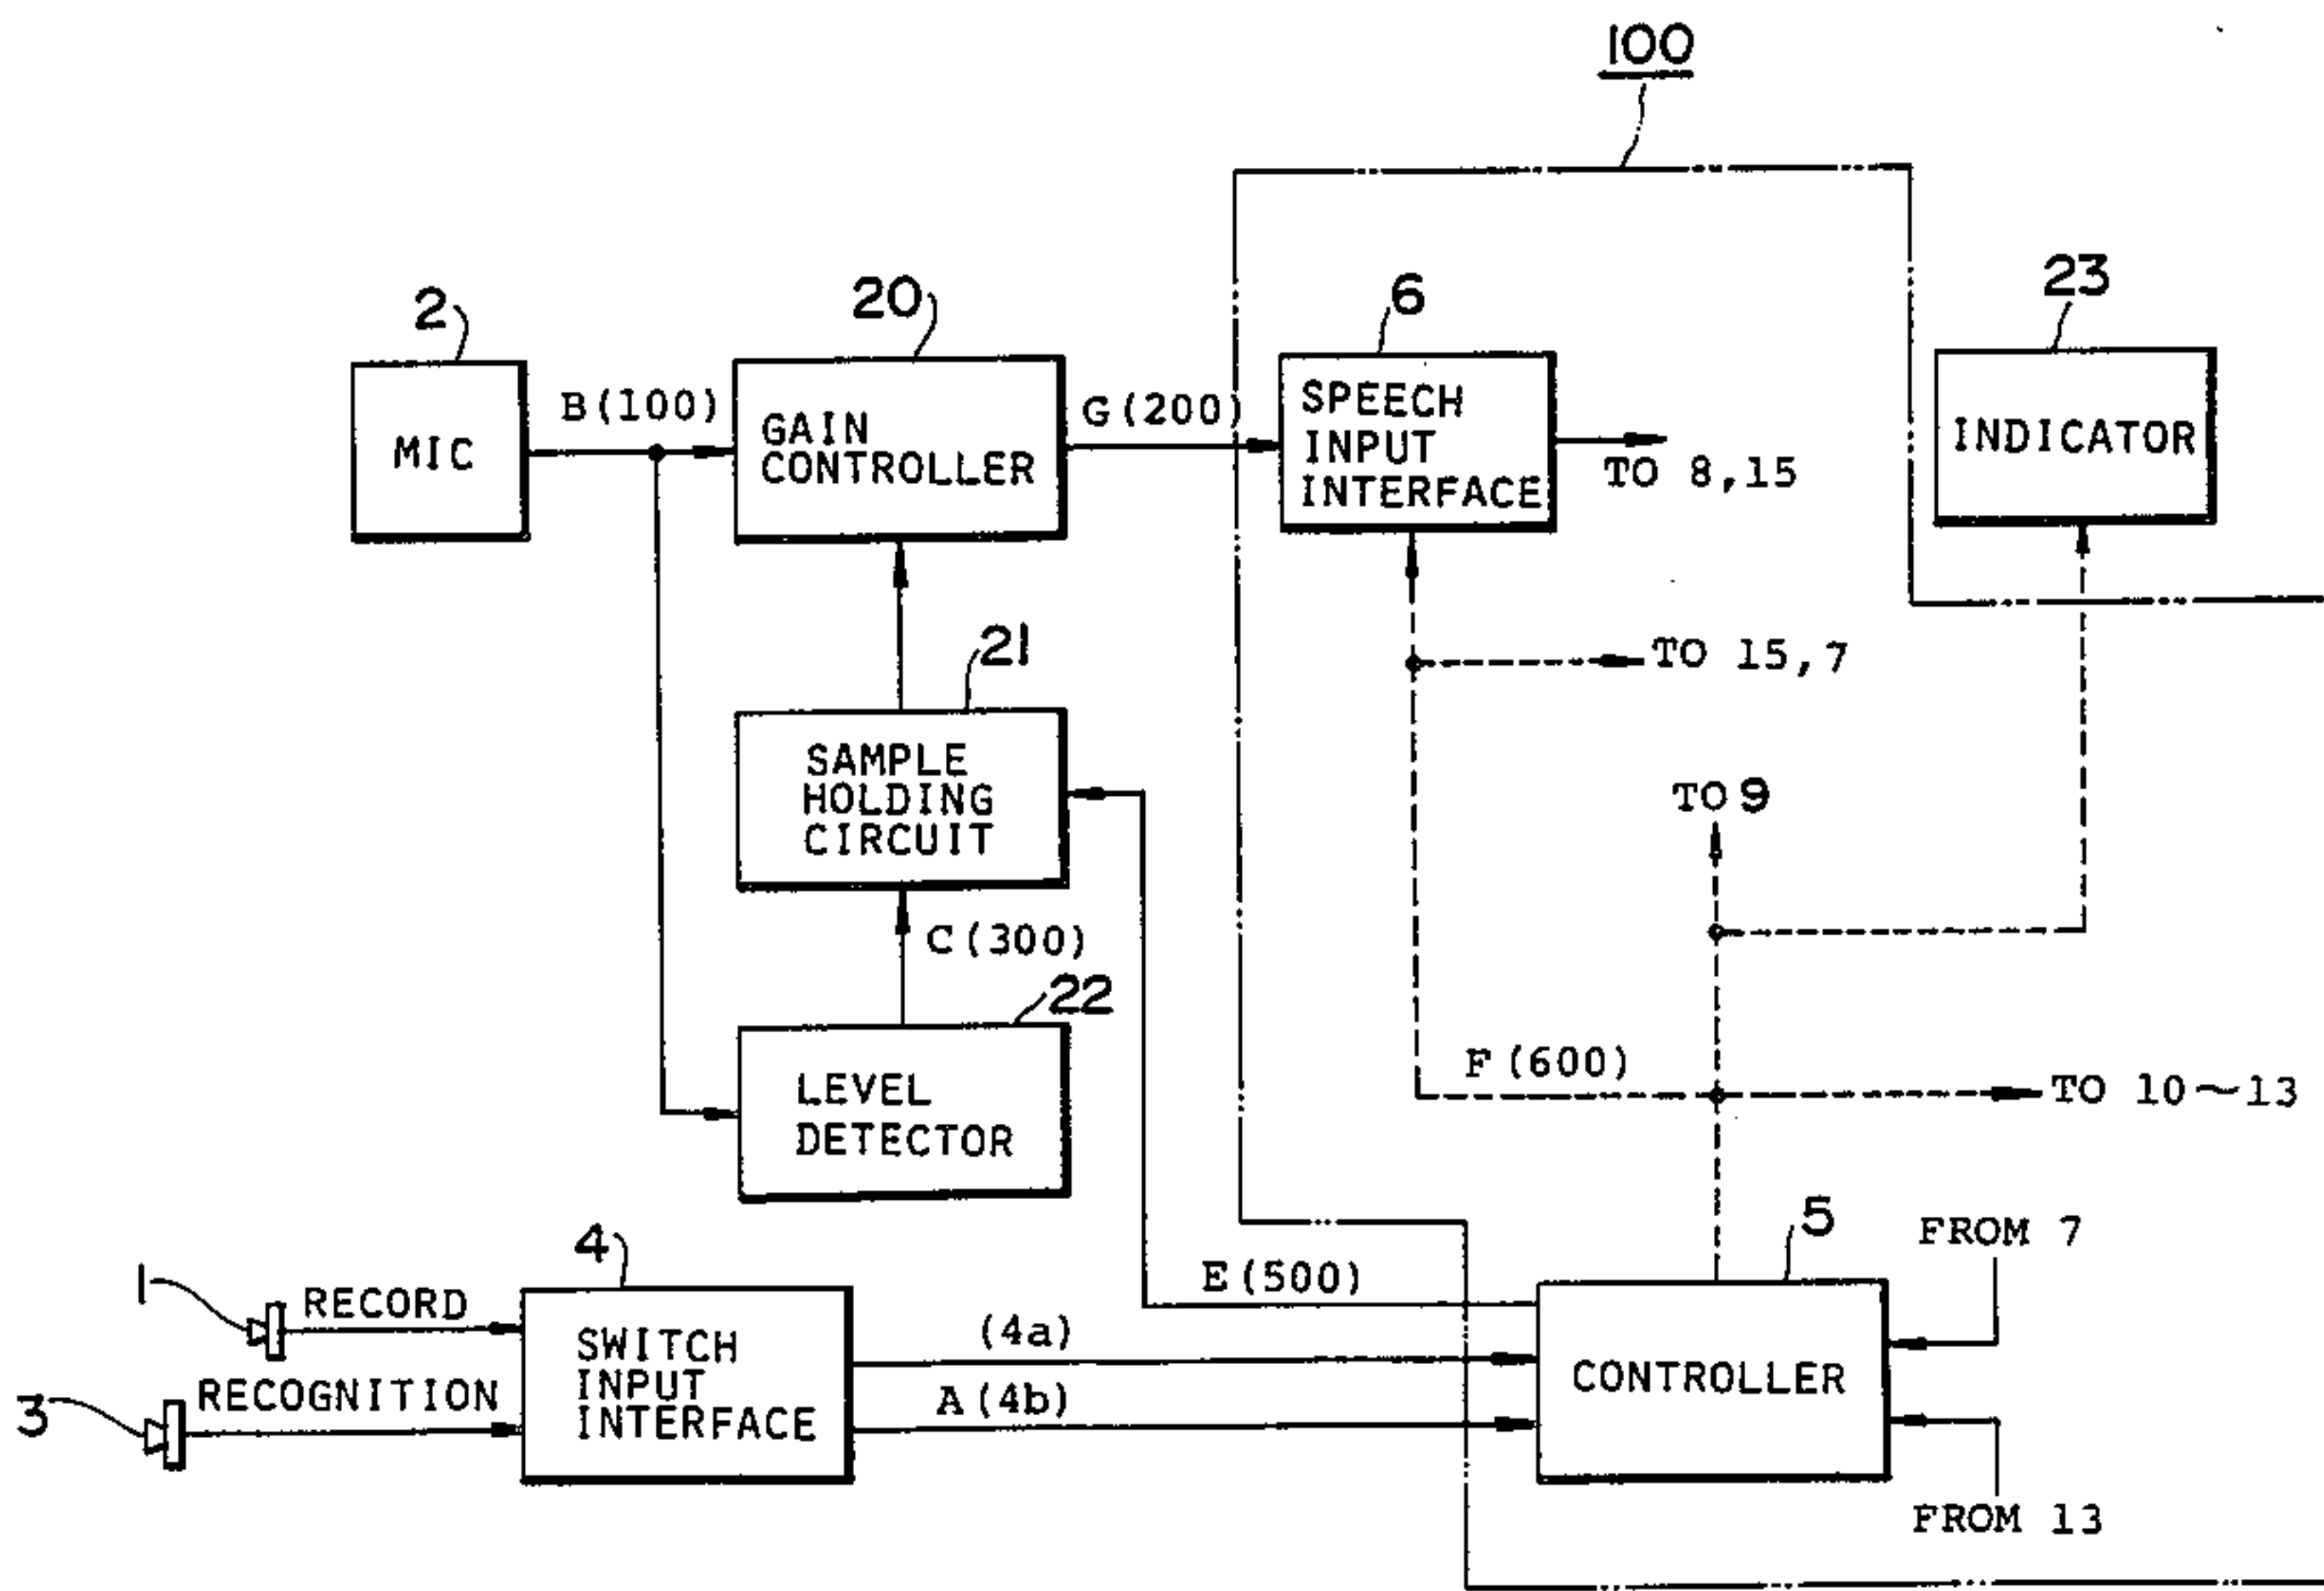 100
2
20
6
23
B(100)
G(200)
MIC
GAIN
CONTROLLER
SPEECH
INPUT
INTERFACE
INDICATOR
TO 8,15
21
TO 15,7
SAMPLE
HOLDING
CIRCUIT
TO 9
C(300)
22
LEVEL
DETECTOR
F(600)
TO 10~13
4
5
FROM 7
1
RECORD
E(500)
SWITCH
INPUT
INTERFACE
(4a)
CONTROLLER
3
RECOGNITION
A(4b)
FROM 13